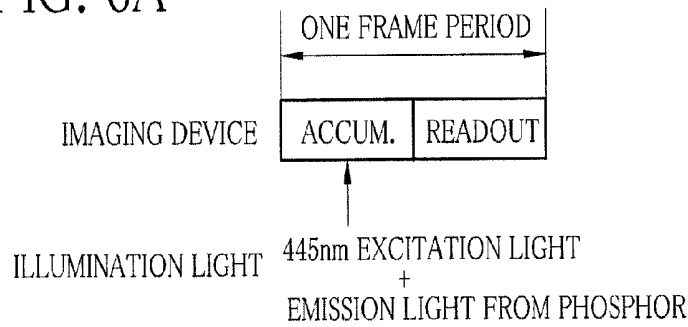 FIG. 6A
ONE FRAME PERIOD
IMAGING DEVICE ACCUM. READOUT
ILLUMINATION LIGHT 445nm EXCITATION LIGHT
+
EMISSION LIGHT FROM PHOSPHOR